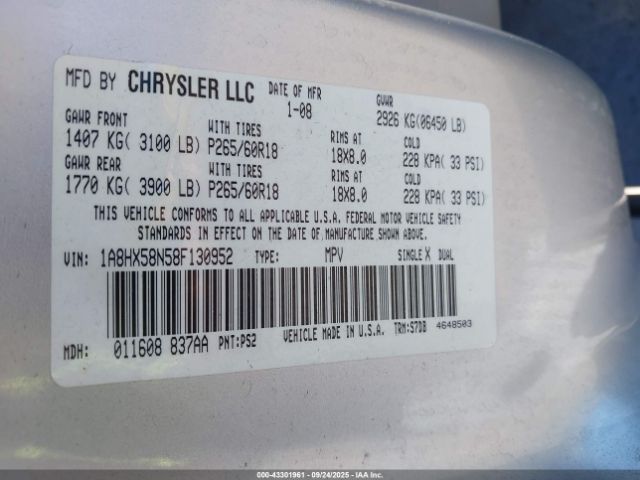 MFD BY CHRYSLER LLC DATE OF MFR 1-08 GVWR 2926 KG(06450 LB)
GAWR FRONT WITH TIRES RIMS AT COLD
1407 KG( 3100 LB) P265/60R18 18X8.0 228 KPA( 33 PSI)
GAWR REAR WITH TIRES RIMS AT COLD
1770 KG( 3900 LB) P265/60R18 18X8.0 228 KPA( 33 PSI)
THIS VEHICLE CONFORMS TO ALL APPLICABLE U.S.A. FEDERAL MOTOR VEHICLE SAFETY
STANDARDS IN EFFECT ON THE DATE OF MANUFACTURE SHOWN ABOVE.
VIN: 1A8HX58N58F130952 TYPE: MPV SINGLE X DUAL
MDH: 011608 837AA PNT:PS2 VEHICLE MADE IN U.S.A. TRM:S7DB 4648503
000-43301961 - 09/24/2025 - IAAI.com